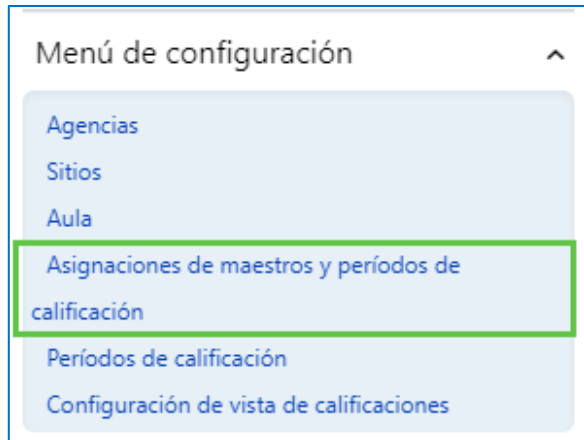 Menú de configuración
Agencias
Sitios
Aula
Asignaciones de maestros y períodos de
calificación
Períodos de calificación
Configuración de vista de calificaciones